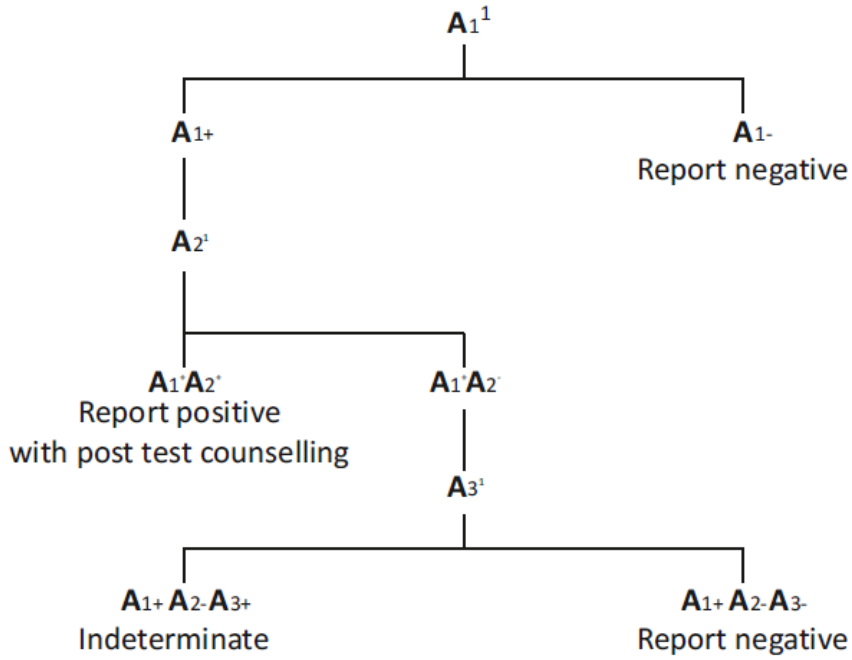 A1¹
A1+
A1-
Report negative
A2¹
A1⁺A2⁺
A1⁺A2⁻
Report positive
with post test counselling
A3¹
A1+ A2-A3+
A1+ A2-A3-
Indeterminate
Report negative